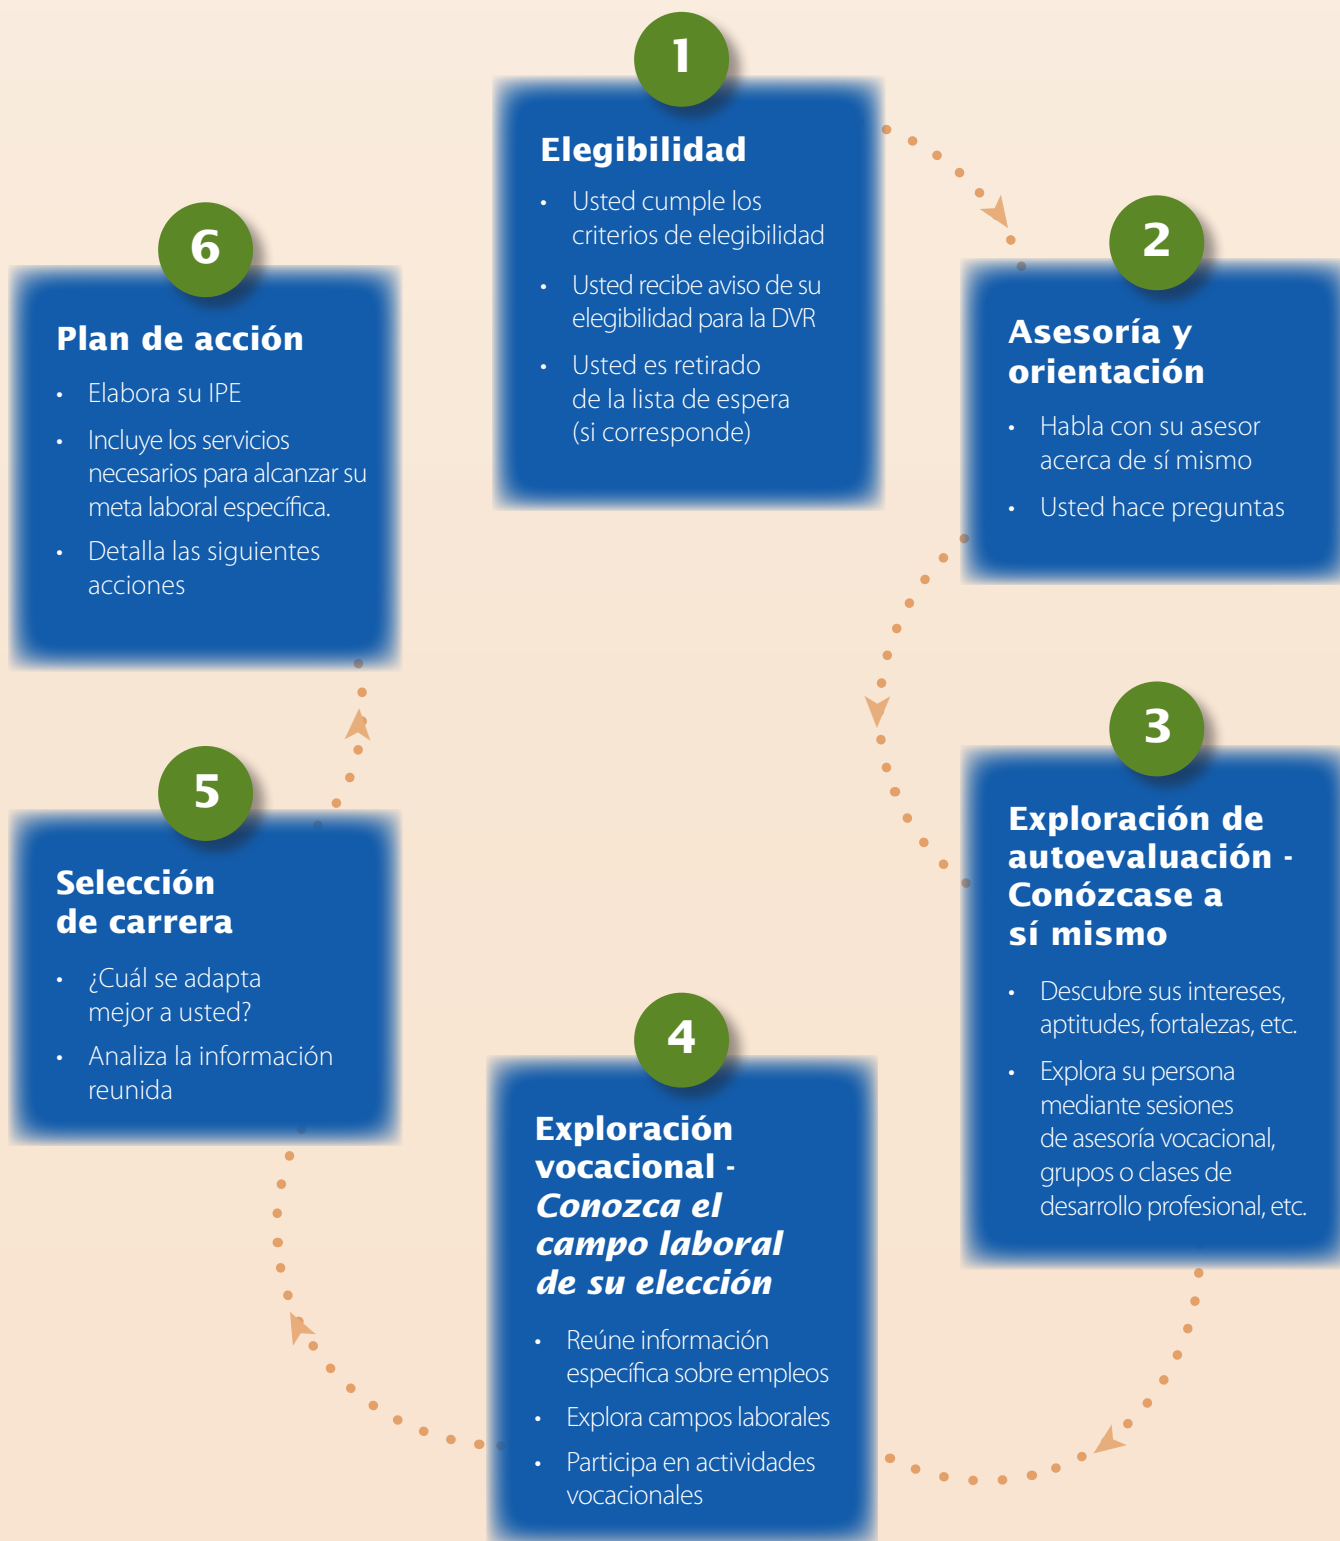 1
Elegibilidad
• Usted cumple los
criterios de elegibilidad
• Usted recibe aviso de su
elegibilidad para la DVR
• Usted es retirado
de la lista de espera
(si corresponde)
2
Asesoría y
orientación
• Habla con su asesor
acerca de sí mismo
• Usted hace preguntas
3
Exploración de
autoevaluación -
Conózcase a
sí mismo
• Descubre sus intereses,
aptitudes, fortalezas, etc.
• Explora su persona
mediante sesiones
de asesoría vocacional,
grupos o clases de
desarrollo profesional, etc.
4
Exploración
vocacional -
Conozca el
campo laboral
de su elección
• Reúne información
específica sobre empleos
• Explora campos laborales
• Participa en actividades
vocacionales
5
Selección
de carrera
• ¿Cuál se adapta
mejor a usted?
• Analiza la información
reunida
6
Plan de acción
• Elabora su IPE
• Incluye los servicios
necesarios para alcanzar su
meta laboral específica.
• Detalla las siguientes
acciones